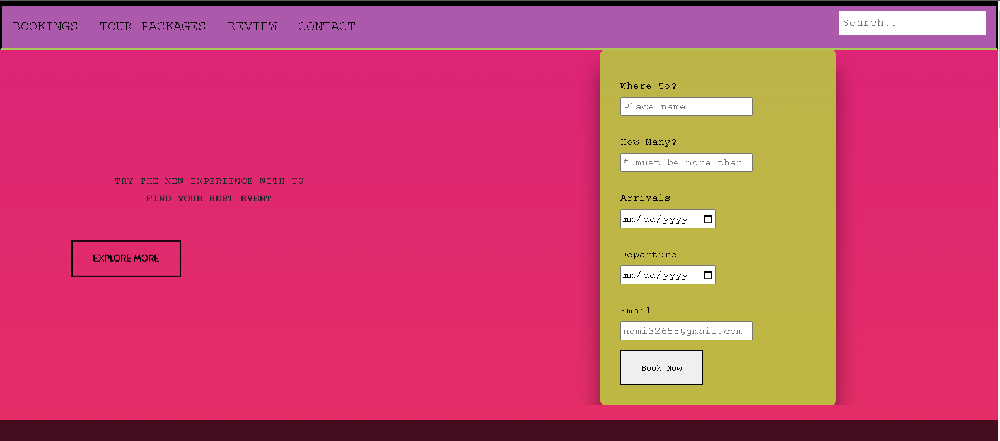 BOOKINGS TOUR PACKAGES REVIEW CONTACT Search..
Where To?
Place name
How Many?
* must be more than
Arrivals
mm/dd/yyyy
Departure
mm/dd/yyyy
Email
nomi32655@gmail.com
Book Now
TRY THE NEW EXPERIENCE WITH US
FIND YOUR BEST EVENT
EXPLORE MORE